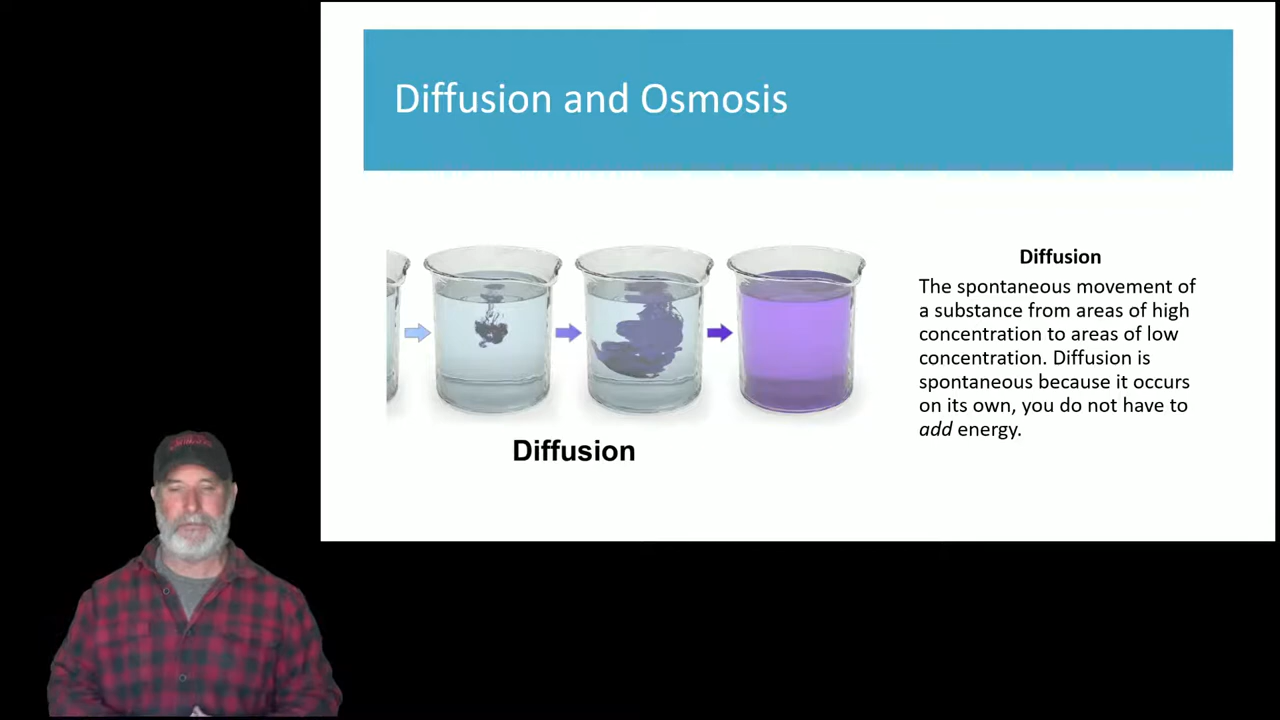 Diffusion and Osmosis
Diffusion
The spontaneous movement of
a substance from areas of high
concentration to areas of low
concentration. Diffusion is
spontaneous because it occurs
on its own, you do not have to
add energy.
Diffusion